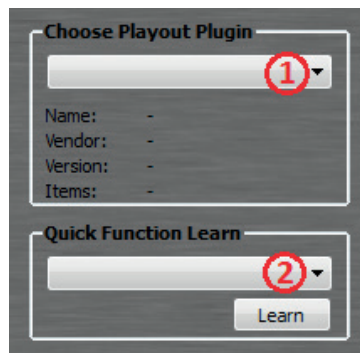 Choose Playout Plugin
1
Name: -
Vendor: -
Version: -
Items: -
Quick Function Learn
2
Learn